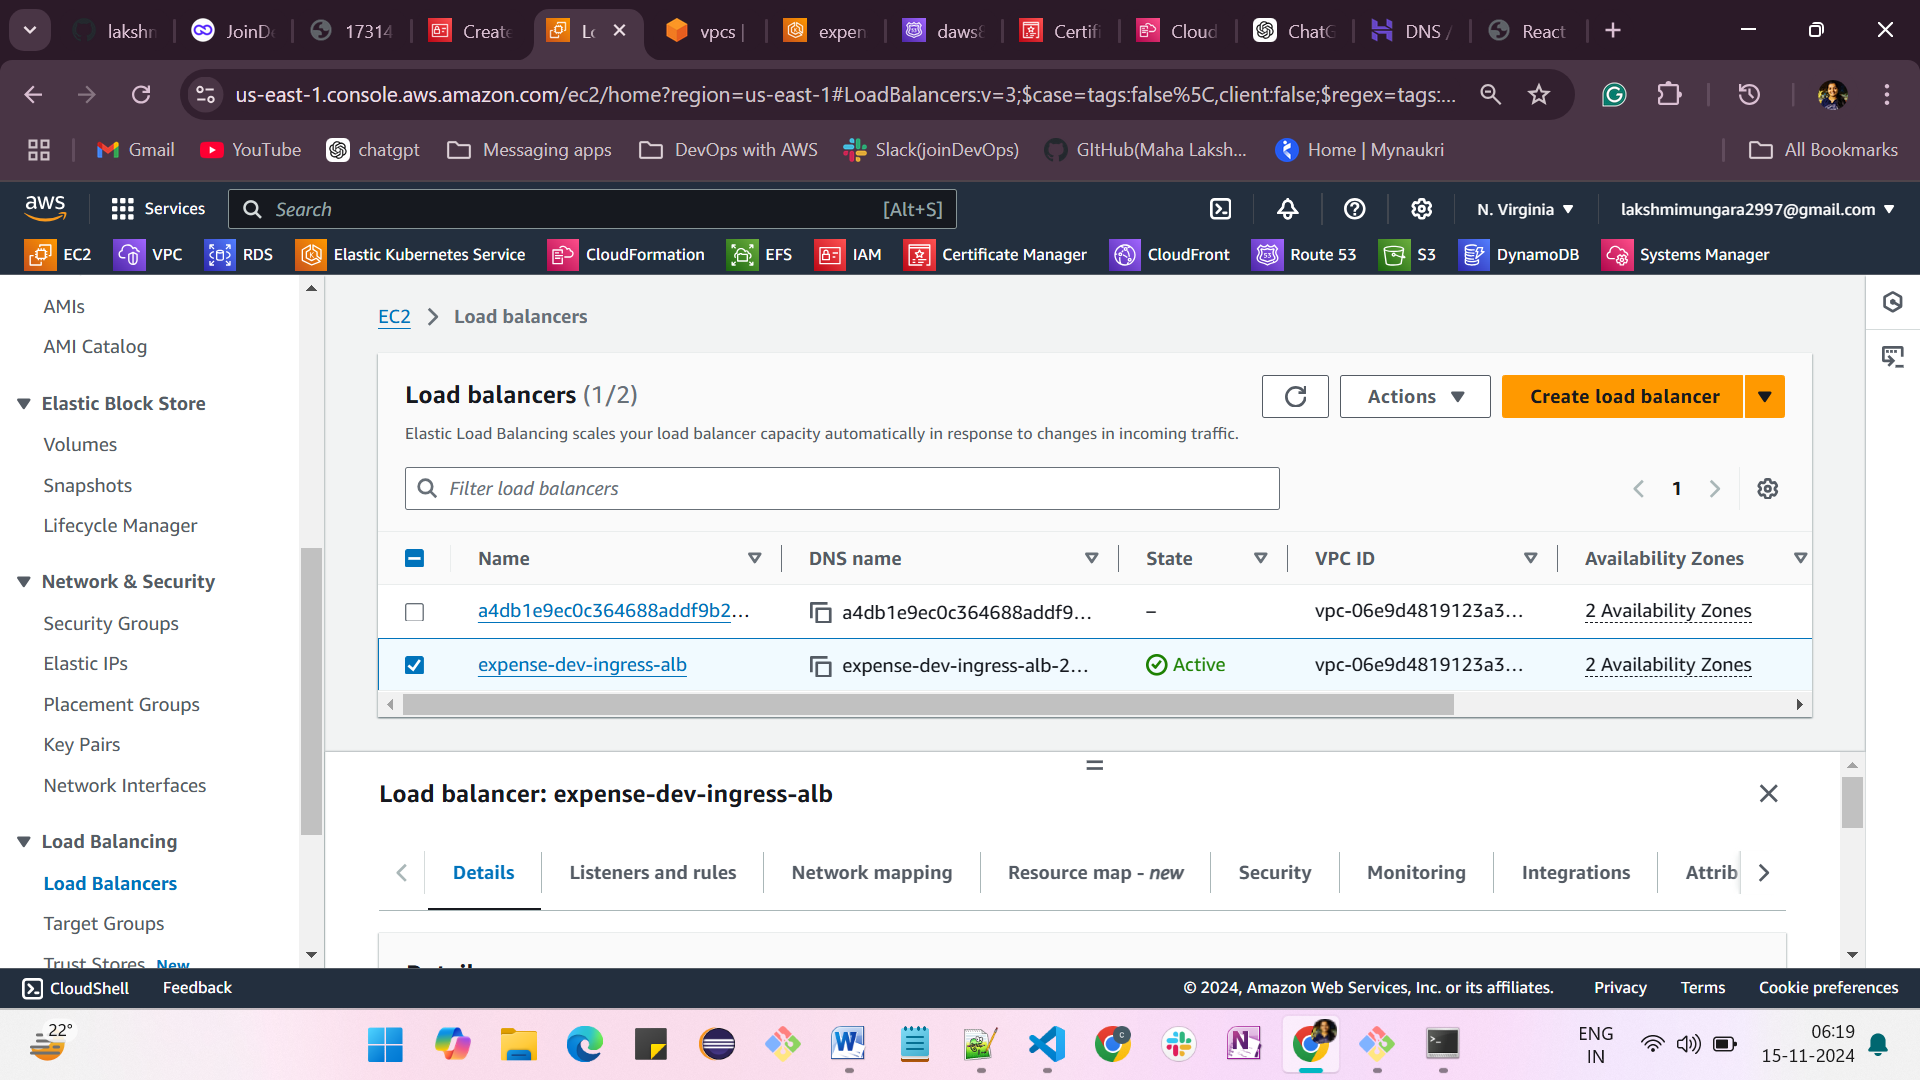 lakshn
JoinDe
17314
Create
Lo
vpcs |
expen
daws8
Certifi
Cloud
ChatG
DNS /
React
us-east-1.console.aws.amazon.com/ec2/home?region=us-east-1#LoadBalancers:v=3;$case=tags:false%5C,client:false;$regex=tags:...
Gmail
YouTube
chatgpt
Messaging apps
DevOps with AWS
Slack(joinDevOps)
GItHub(Maha Laksh...
Home | Mynaukri
All Bookmarks
aws
Services
Search
[Alt+S]
N. Virginia
lakshmimungara2997@gmail.com
EC2
VPC
RDS
Elastic Kubernetes Service
CloudFormation
EFS
IAM
Certificate Manager
CloudFront
Route 53
S3
DynamoDB
Systems Manager
AMIs
AMI Catalog
Elastic Block Store
Volumes
Snapshots
Lifecycle Manager
Network & Security
Security Groups
Elastic IPs
Placement Groups
Key Pairs
Network Interfaces
Load Balancing
Load Balancers
Target Groups
Trust Stores New
EC2 > Load balancers
Load balancers (1/2)
Actions
Create load balancer
Elastic Load Balancing scales your load balancer capacity automatically in response to changes in incoming traffic.
Filter load balancers
1
Name
DNS name
State
VPC ID
Availability Zones
a4db1e9ec0c364688addf9b2...
a4db1e9ec0c364688addf9...
–
vpc-06e9d4819123a3...
2 Availability Zones
expense-dev-ingress-alb
expense-dev-ingress-alb-2...
Active
vpc-06e9d4819123a3...
2 Availability Zones
Load balancer: expense-dev-ingress-alb
Details
Listeners and rules
Network mapping
Resource map - new
Security
Monitoring
Integrations
Attrib
Details
CloudShell
Feedback
© 2024, Amazon Web Services, Inc. or its affiliates.
Privacy
Terms
Cookie preferences
22°
ENG
IN
06:19
15-11-2024